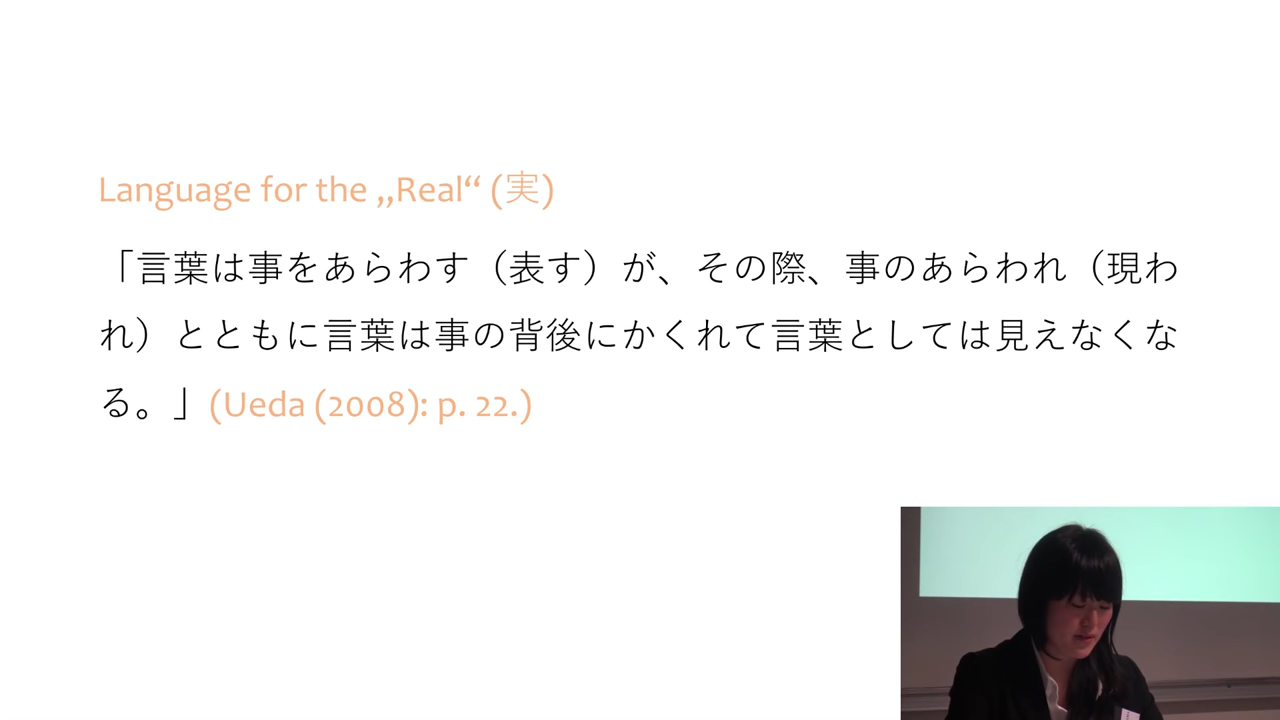 Language for the „Real“ (実)
「言葉は事をあらわす（表す）が、その際、事のあらわれ（現わ
れ）とともに言葉は事の背後にかくれて言葉としては見えなくな
る。」(Ueda (2008): p. 22.)